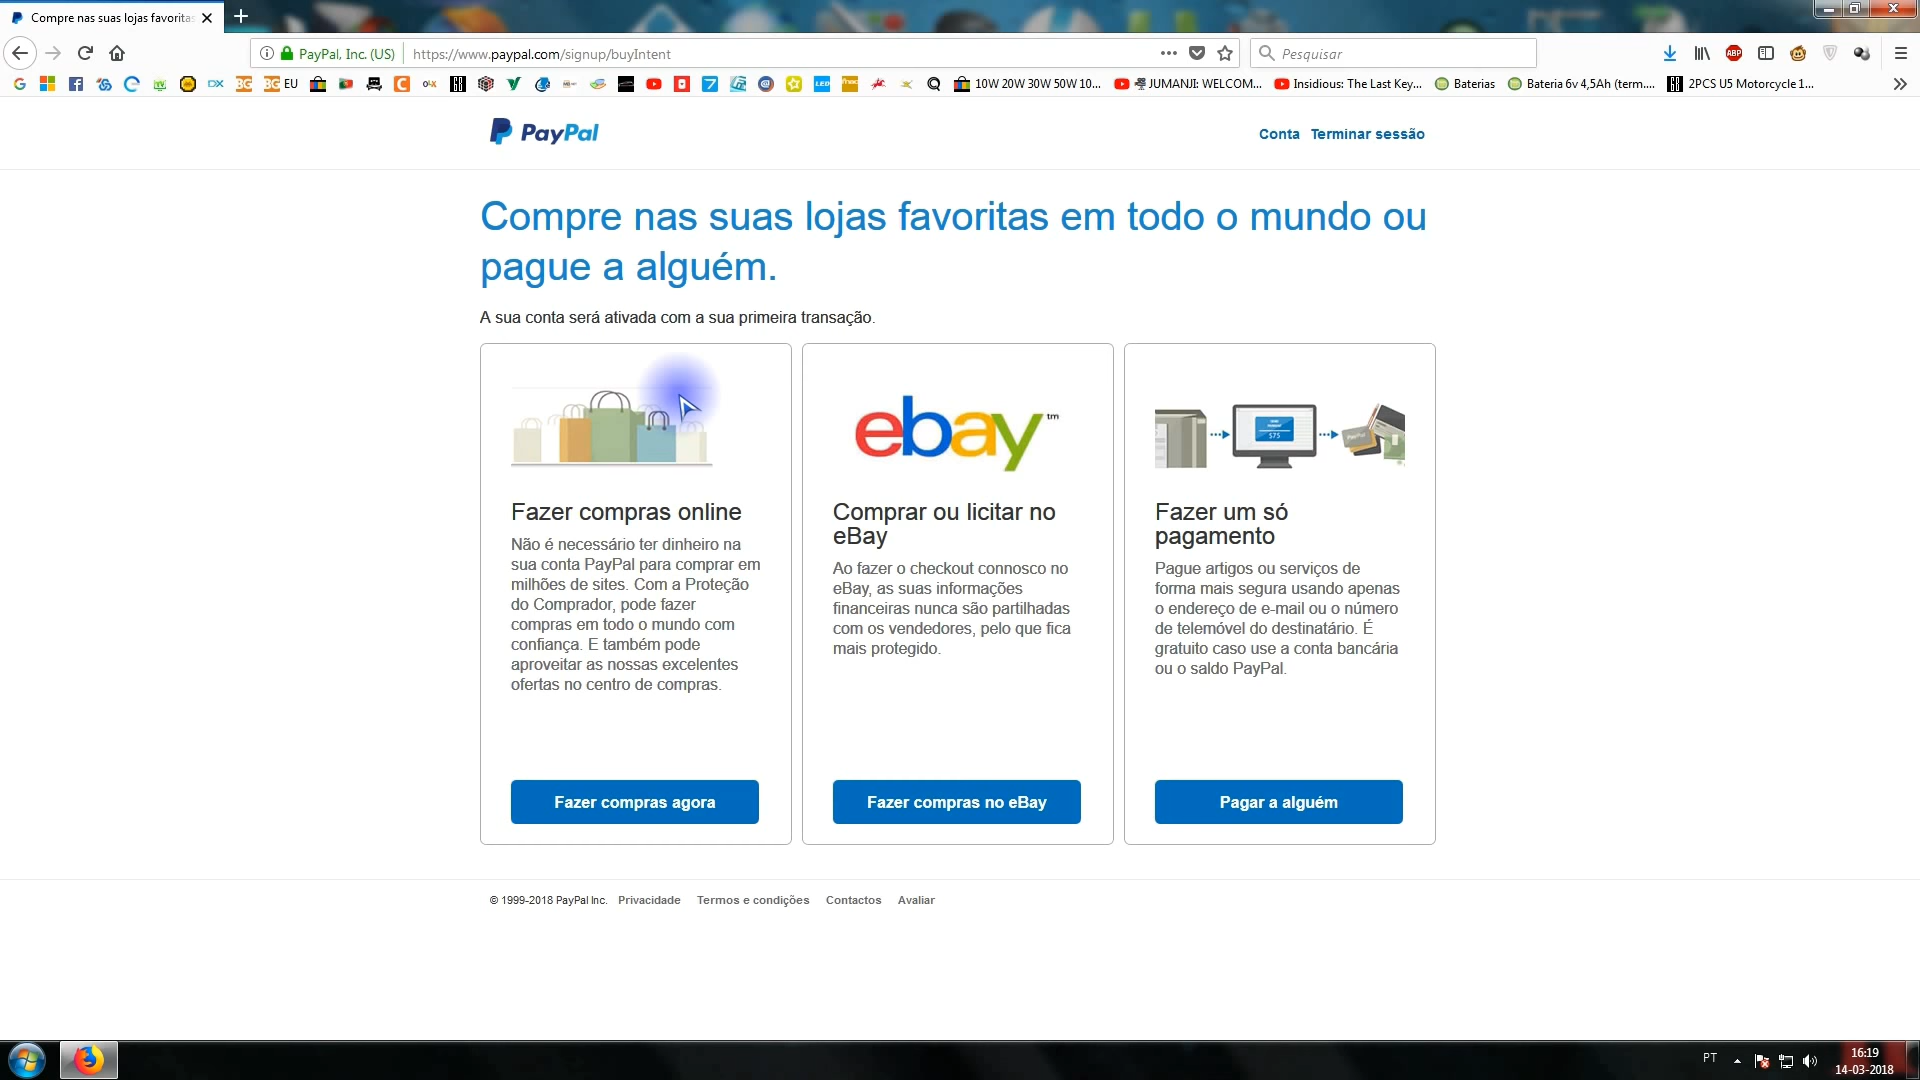 Compre nas suas lojas favoritas
PayPal, Inc. (US)
https://www.paypal.com/signup/buyIntent
Pesquisar
EU
10W 20W 30W 50W 10...
JUMANJI: WELCOM...
Insidious: The Last Key...
Baterias
Bateria 6v 4,5Ah (term....
2PCS U5 Motorcycle 1...
PayPal
Conta
Terminar sessão
Compre nas suas lojas favoritas em todo o mundo ou
pague a alguém.
A sua conta será ativada com a sua primeira transação.
Fazer compras online
Não é necessário ter dinheiro na
sua conta PayPal para comprar em
milhões de sites. Com a Proteção
do Comprador, pode fazer
compras em todo o mundo com
confiança. E também pode
aproveitar as nossas excelentes
ofertas no centro de compras.
Fazer compras agora
ebay™
Comprar ou licitar no
eBay
Ao fazer o checkout connosco no
eBay, as suas informações
financeiras nunca são partilhadas
com os vendedores, pelo que fica
mais protegido.
Fazer compras no eBay
$75
PayPal
Fazer um só
pagamento
Pague artigos ou serviços de
forma mais segura usando apenas
o endereço de e-mail ou o número
de telemóvel do destinatário. É
gratuito caso use a conta bancária
ou o saldo PayPal.
Pagar a alguém
© 1999-2018 PayPal Inc.
Privacidade
Termos e condições
Contactos
Avaliar
PT
16:19
14-03-2018